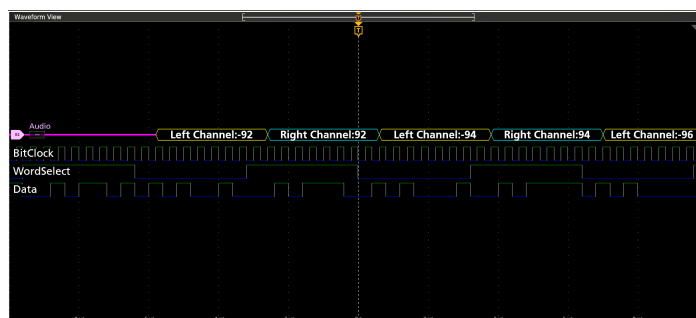 Waveform View
T
Audio
B1
Left Channel:-92 Right Channel:92 Left Channel:-94 Right Channel:94 Left Channel:-96
BitClock
WordSelect
Data